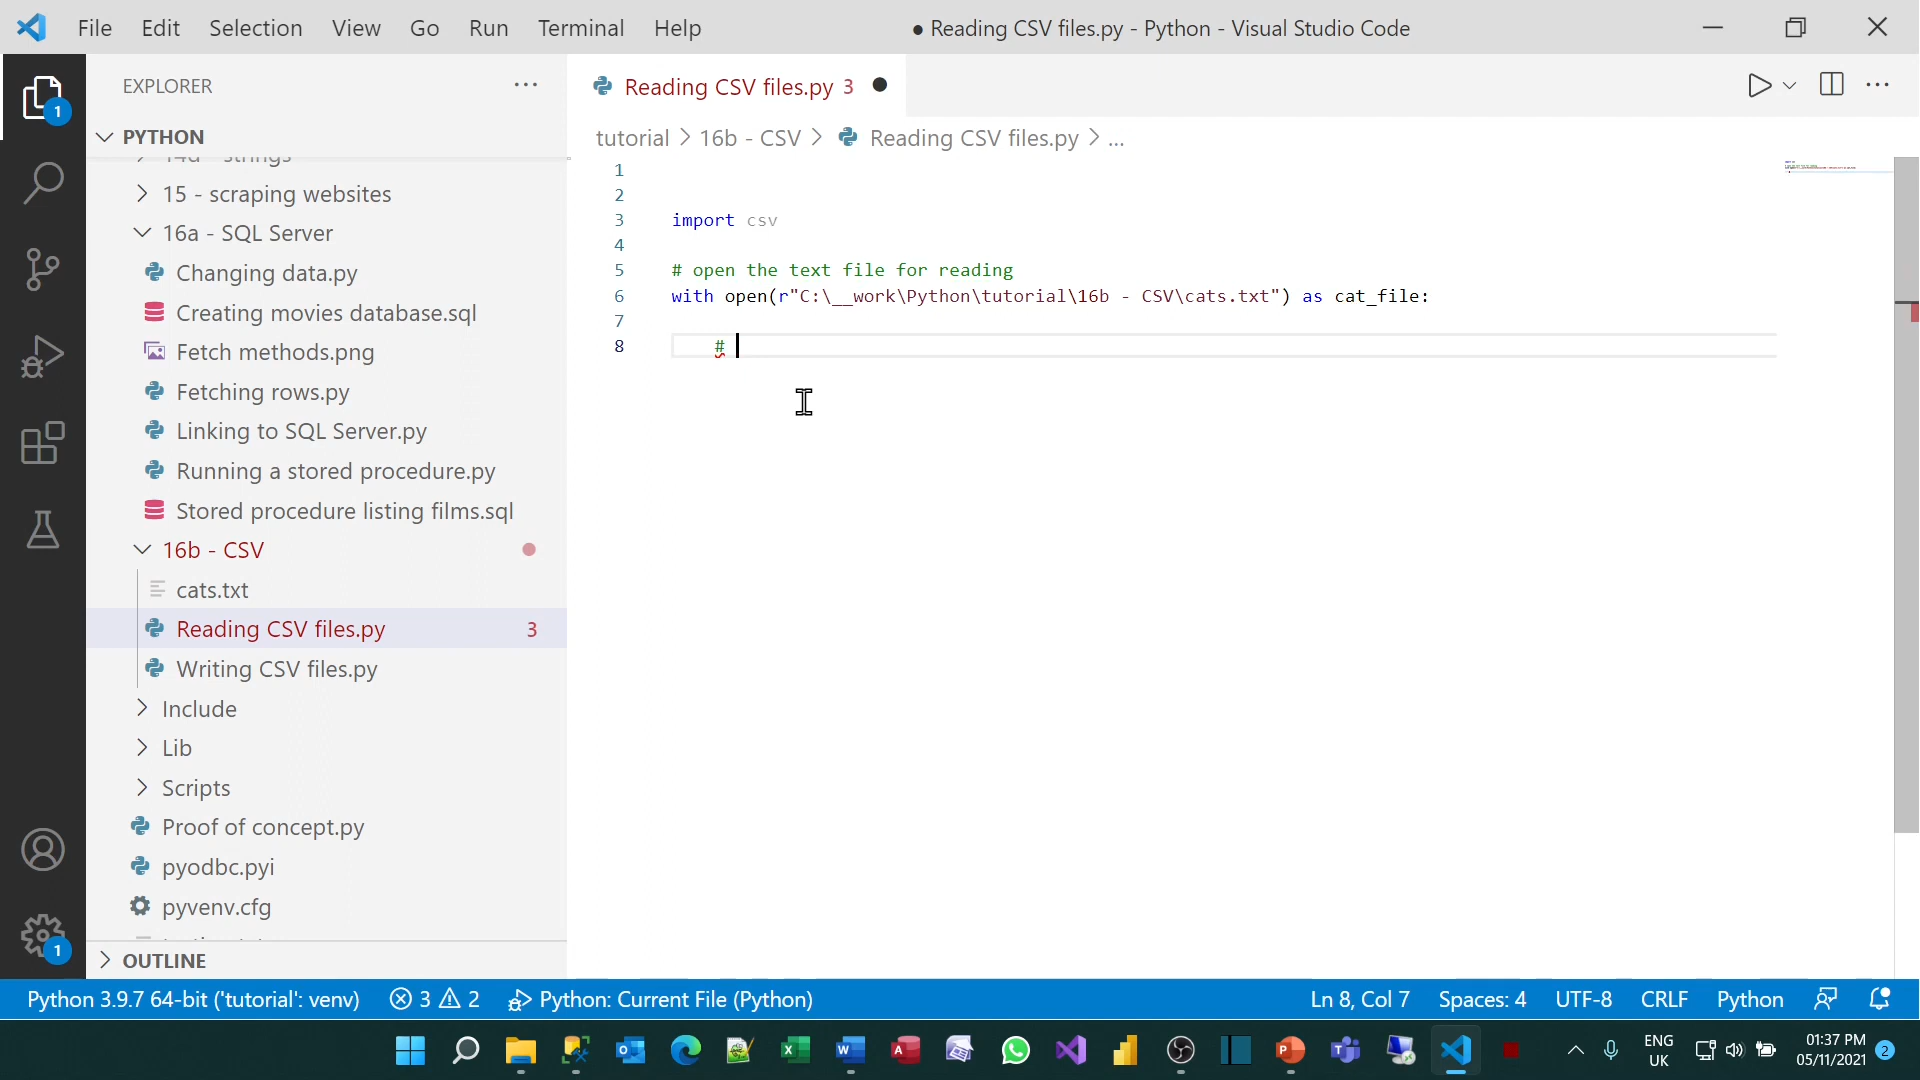 File Edit Selection View Go Run Terminal Help
● Reading CSV files.py - Python - Visual Studio Code
EXPLORER
Reading CSV files.py 3
PYTHON
tutorial > 16b - CSV > Reading CSV files.py > ...
15 - scraping websites
16a - SQL Server
Changing data.py
Creating movies database.sql
Fetch methods.png
Fetching rows.py
Linking to SQL Server.py
Running a stored procedure.py
Stored procedure listing films.sql
16b - CSV
cats.txt
Reading CSV files.py 3
Writing CSV files.py
Include
Lib
Scripts
Proof of concept.py
pyodbc.pyi
pyvenv.cfg
OUTLINE
1
2
3 import csv
4
5 # open the text file for reading
6 with open(r"C:\__work\Python\tutorial\16b - CSV\cats.txt") as cat_file:
7
8 #
1
1
Python 3.9.7 64-bit ('tutorial': venv) 3 2 Python: Current File (Python) Ln 8, Col 7 Spaces: 4 UTF-8 CRLF Python
ENG
UK
01:37 PM
05/11/2021
2